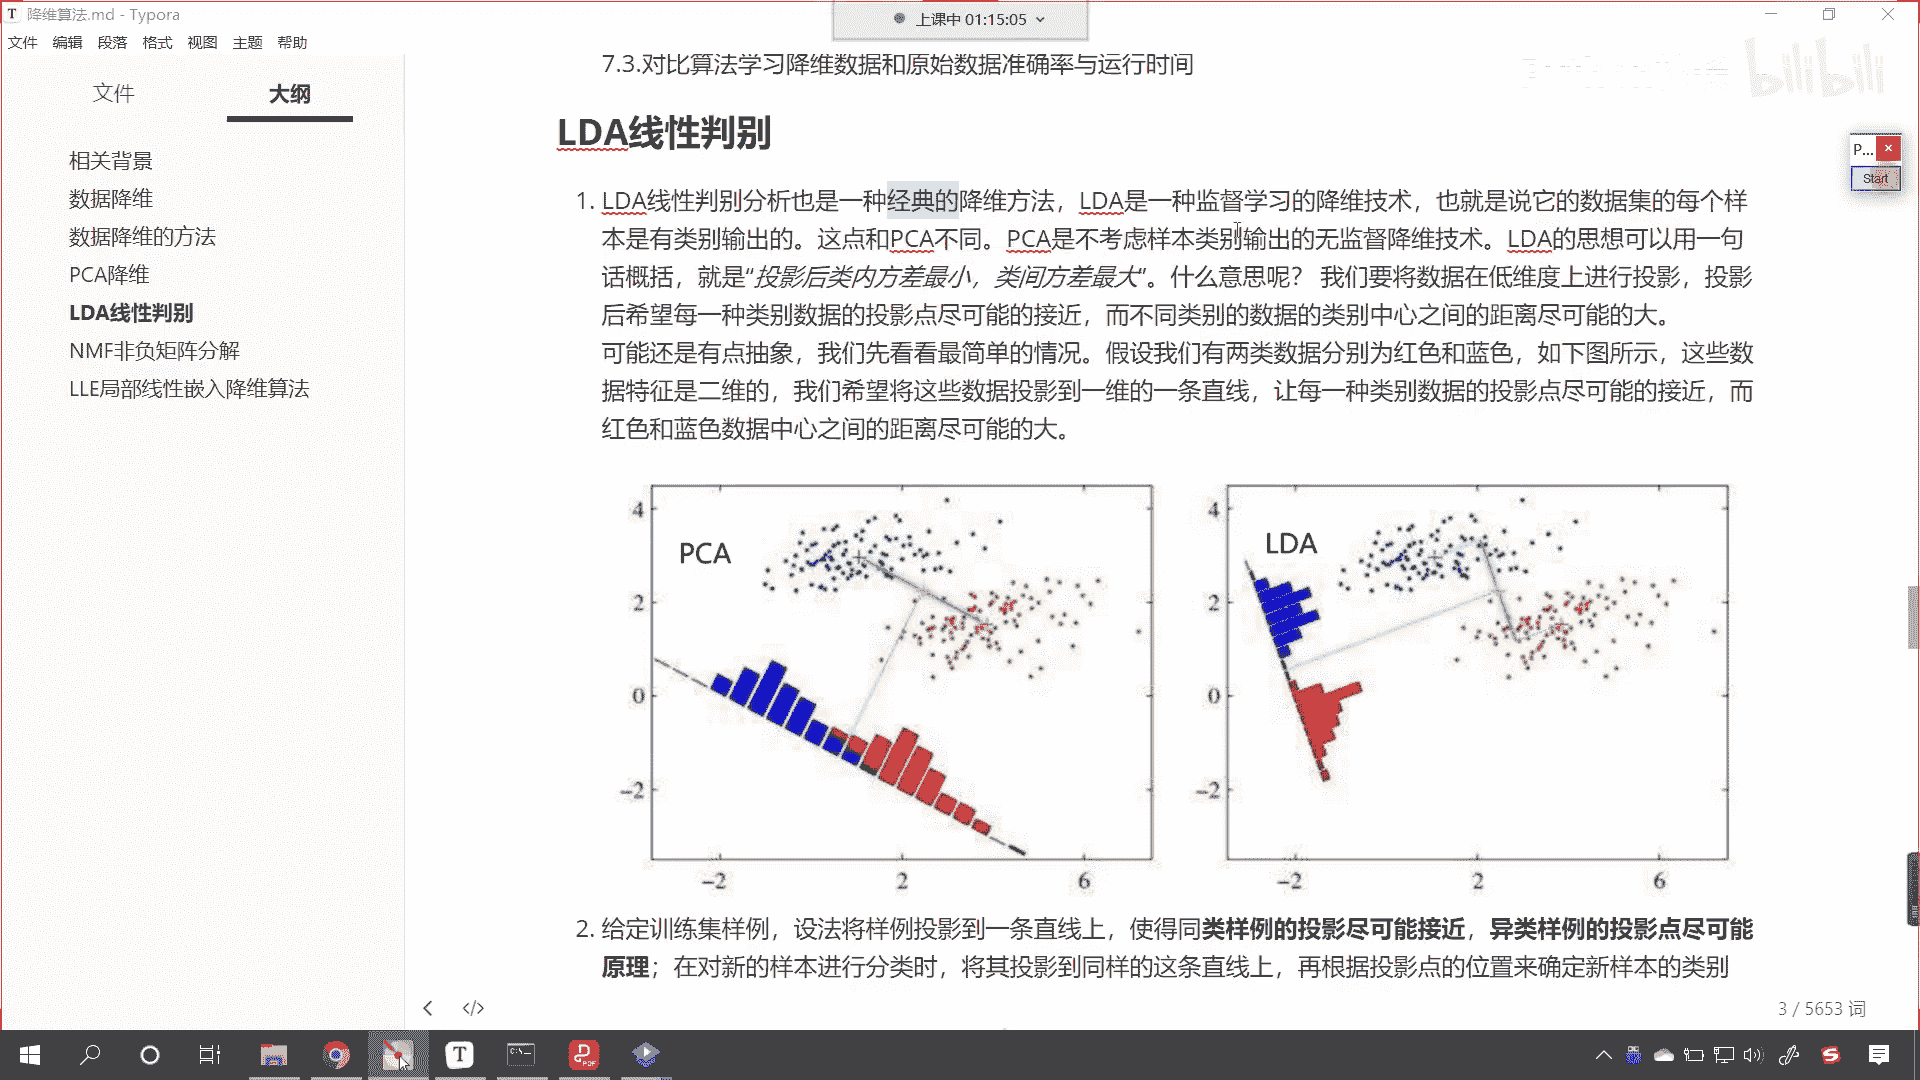 降维算法.md - Typora
上课中 01:15:05
文件 编辑 段落 格式 视图 主题 帮助
文件 大纲
相关背景
数据降维
数据降维的方法
PCA降维
LDA线性判别
NMF非负矩阵分解
LLE局部线性嵌入降维算法
7.3.对比算法学习降维数据和原始数据准确率与运行时间
bilibili
P...
Start
LDA线性判别
1. LDA线性判别分析也是一种经典的降维方法，LDA是一种监督学习的降维技术，也就是说它的数据集的每个样
本是有类别输出的。这点和PCA不同。PCA是不考虑样本类别输出的无监督降维技术。LDA的思想可以用一句
话概括，就是“投影后类内方差最小，类间方差最大”。什么意思呢？ 我们要将数据在低维度上进行投影，投影
后希望每一种类别数据的投影点尽可能的接近，而不同类别的数据的类别中心之间的距离尽可能的大。
可能还是有点抽象，我们先看看最简单的情况。假设我们有两类数据分别为红色和蓝色，如下图所示，这些数
据特征是二维的，我们希望将这些数据投影到一维的一条直线，让每一种类别数据的投影点尽可能的接近，而
红色和蓝色数据中心之间的距离尽可能的大。
PCA
4
2
0
−2
−2 2 6
LDA
4
2
0
−2
−2 2 6
2. 给定训练集样例，设法将样例投影到一条直线上，使得同类样例的投影尽可能接近，异类样例的投影点尽可能
原理；在对新的样本进行分类时，将其投影到同样的这条直线上，再根据投影点的位置来确定新样本的类别
3 / 5653 词